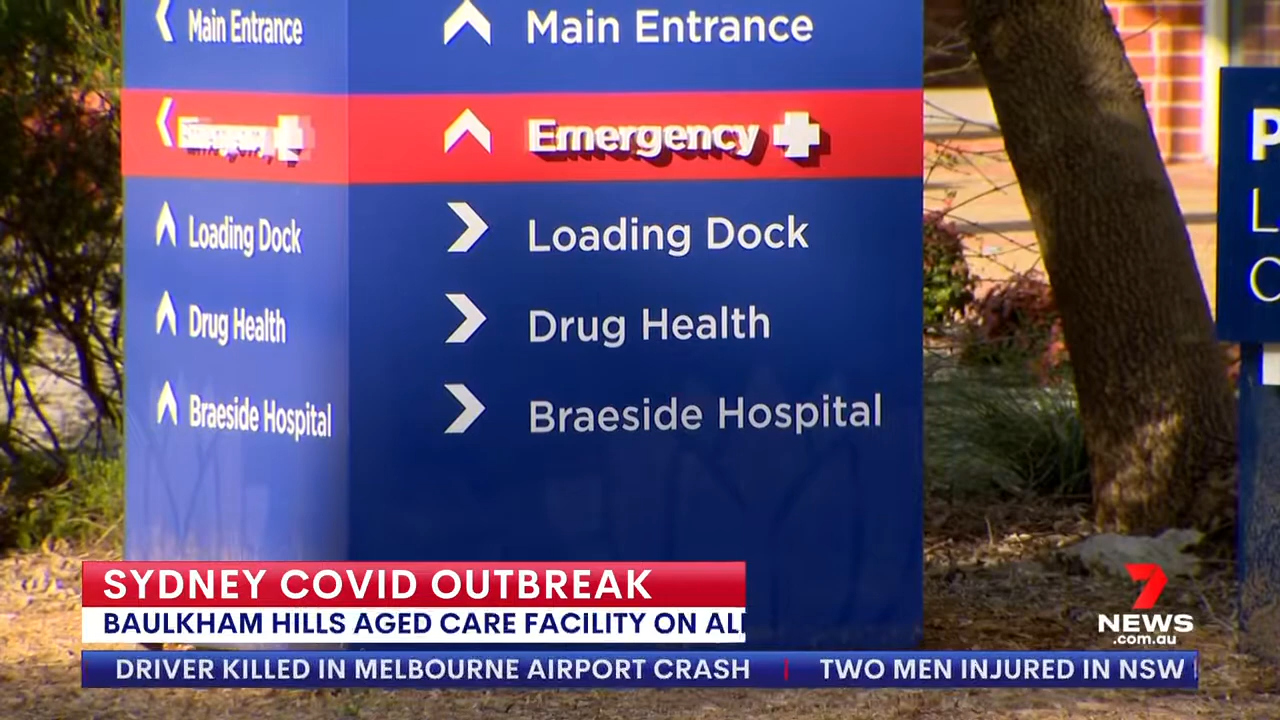 Main Entrance
Emergency
Loading Dock
Drug Health
Braeside Hospital
Main Entrance
Emergency
Loading Dock
Drug Health
Braeside Hospital
P
L
SYDNEY COVID OUTBREAK
BAULKHAM HILLS AGED CARE FACILITY ON
7
NEWS
.com.au
DRIVER KILLED IN MELBOURNE AIRPORT CRASH | TWO MEN INJURED IN NSW